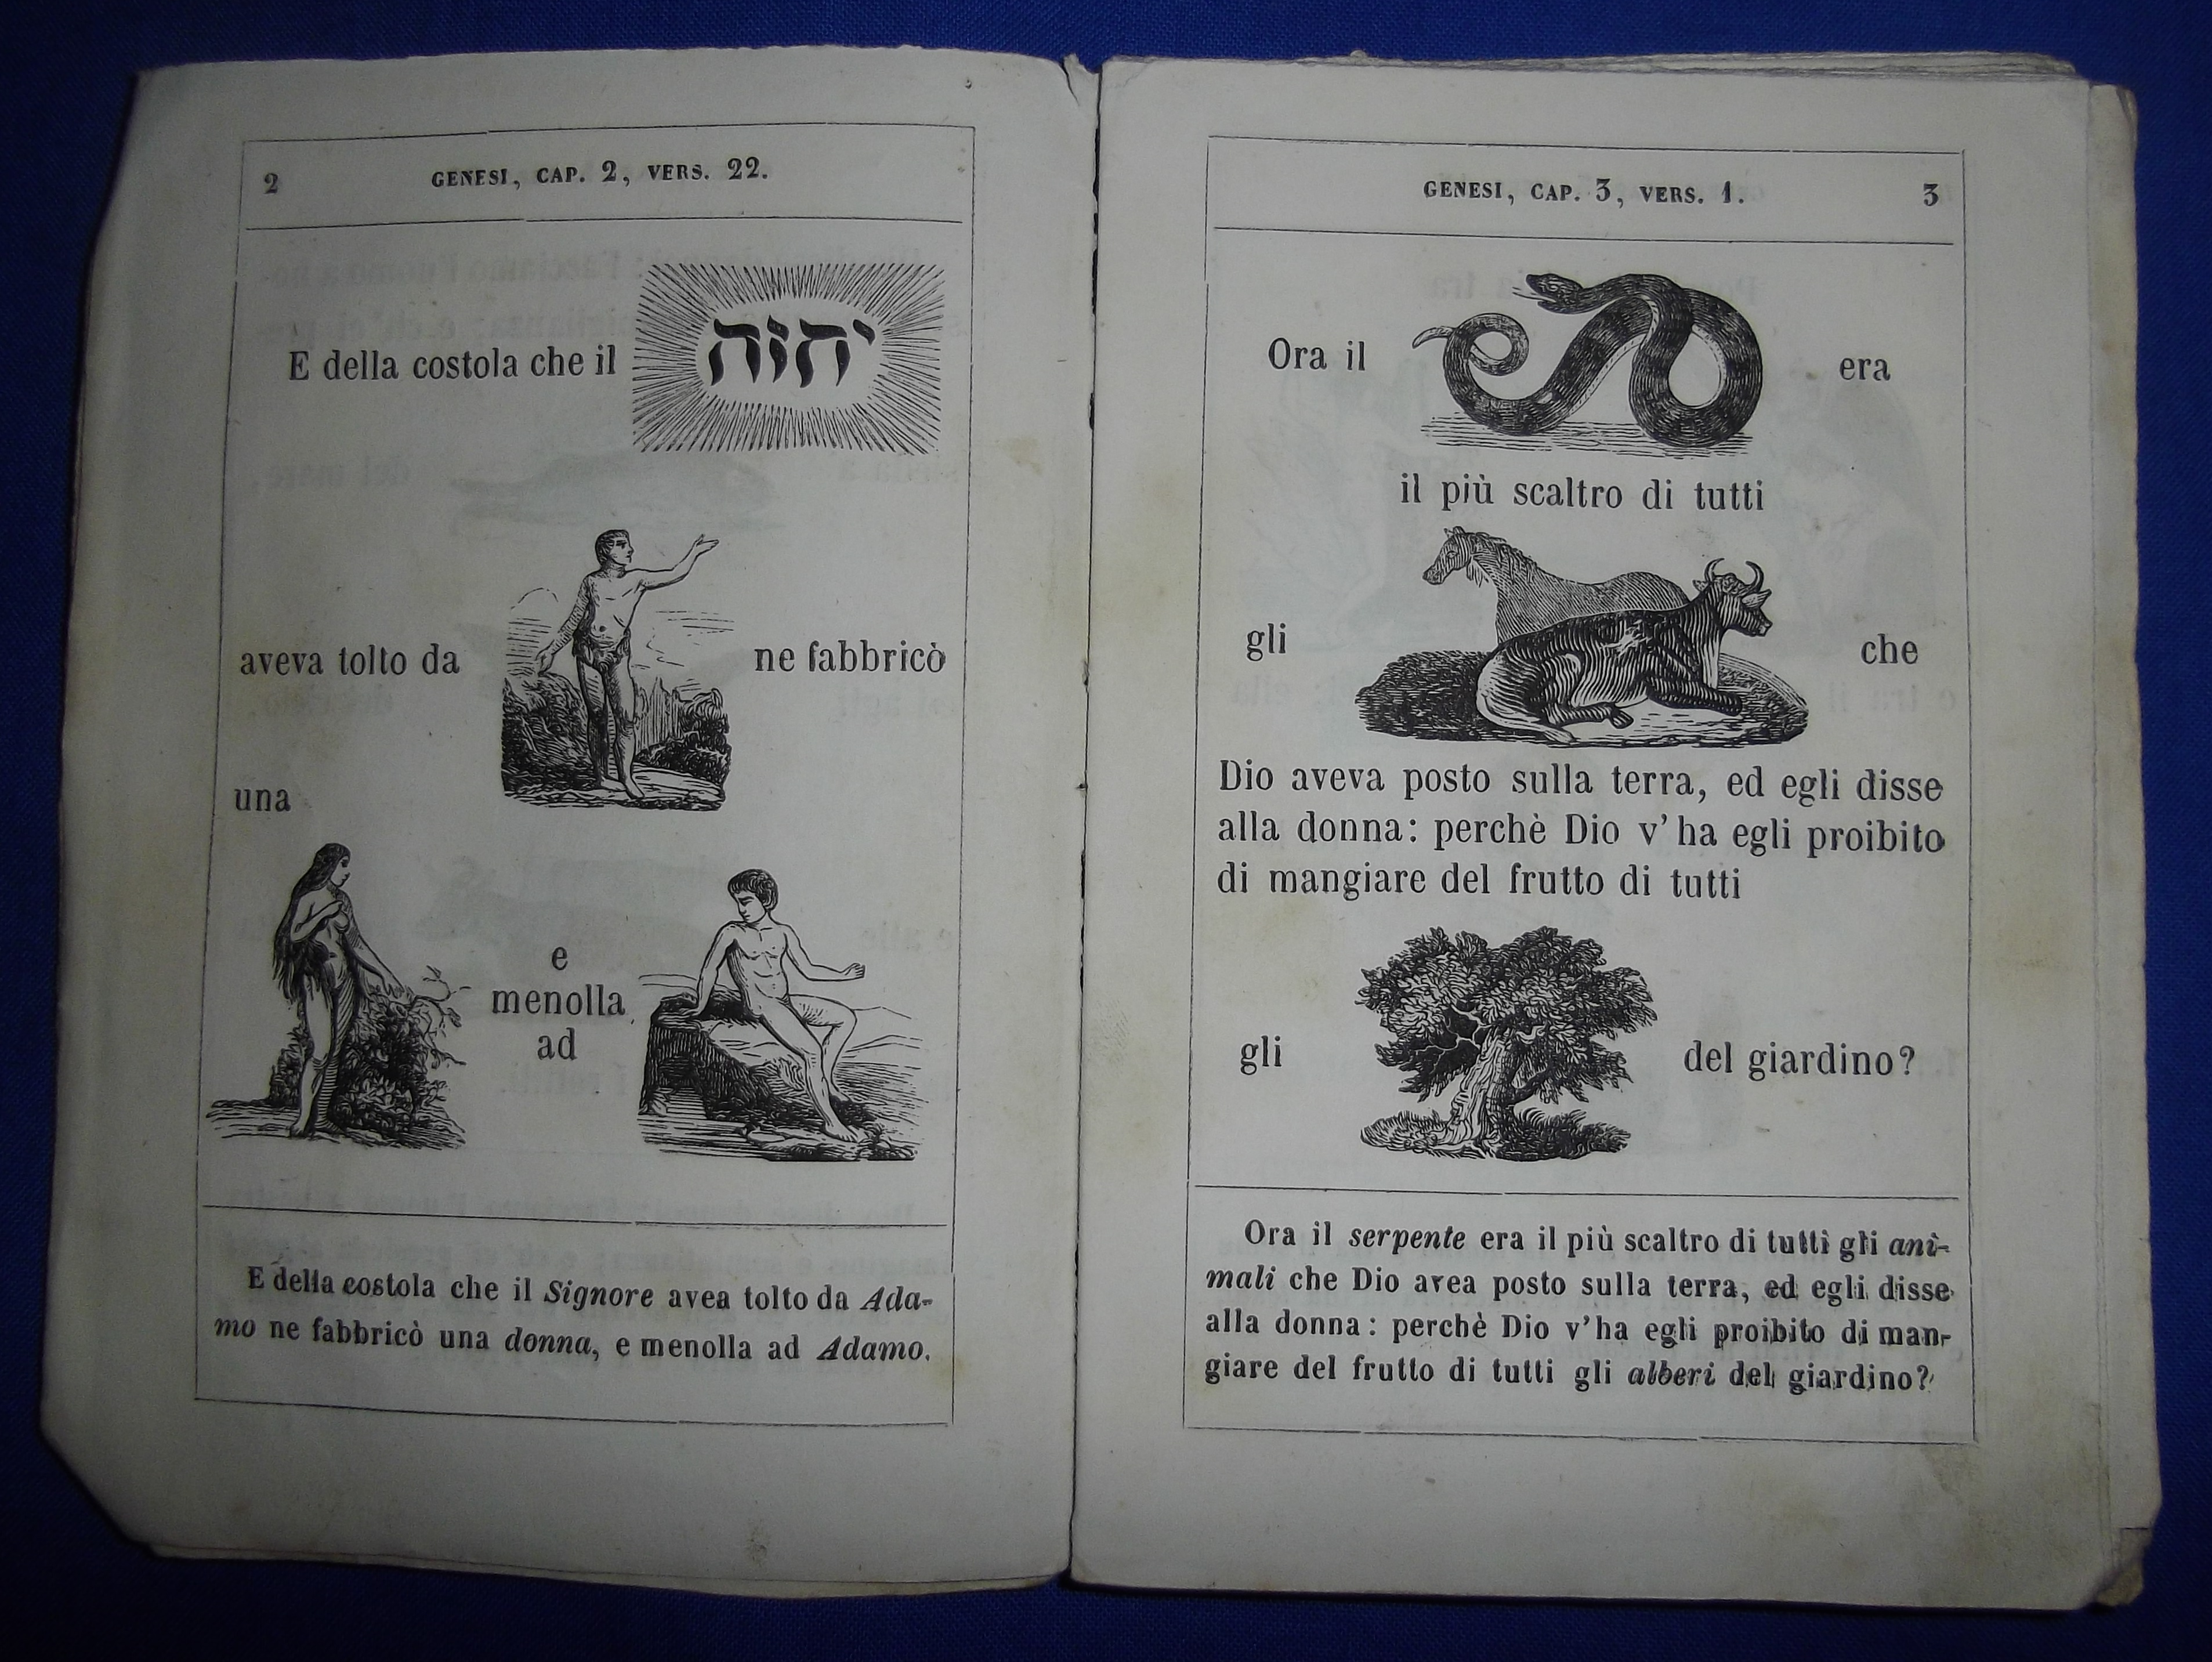 2
GENESI, CAP. 2, VERS. 22.
E della costola che il
יהוה
aveva tolto da
ne fabbricò
una
e
menolla
ad
E della costola che il Signore avea tolto da Ada-
mo ne fabbricò una donna, e menolla ad Adamo.
GENESI, CAP. 3, VERS. 1.
3
Ora il
era
il più scaltro di tutti
gli
che
Dio aveva posto sulla terra, ed egli disse
alla donna: perchè Dio v'ha egli proibito
di mangiare del frutto di tutti
gli
del giardino?
Ora il serpente era il più scaltro di tutti gli ani-
mali che Dio avea posto sulla terra, ed egli disse
alla donna: perchè Dio v'ha egli proibito di man-
giare del frutto di tutti gli alberi del giardino?